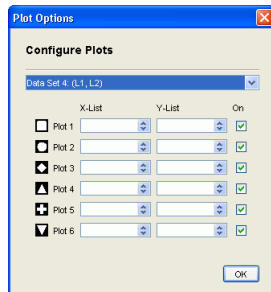 Plot Options
Configure Plots
Data Set 4: (L1, L2)
X-List Y-List On
Plot 1
Plot 2
Plot 3
Plot 4
Plot 5
Plot 6
OK